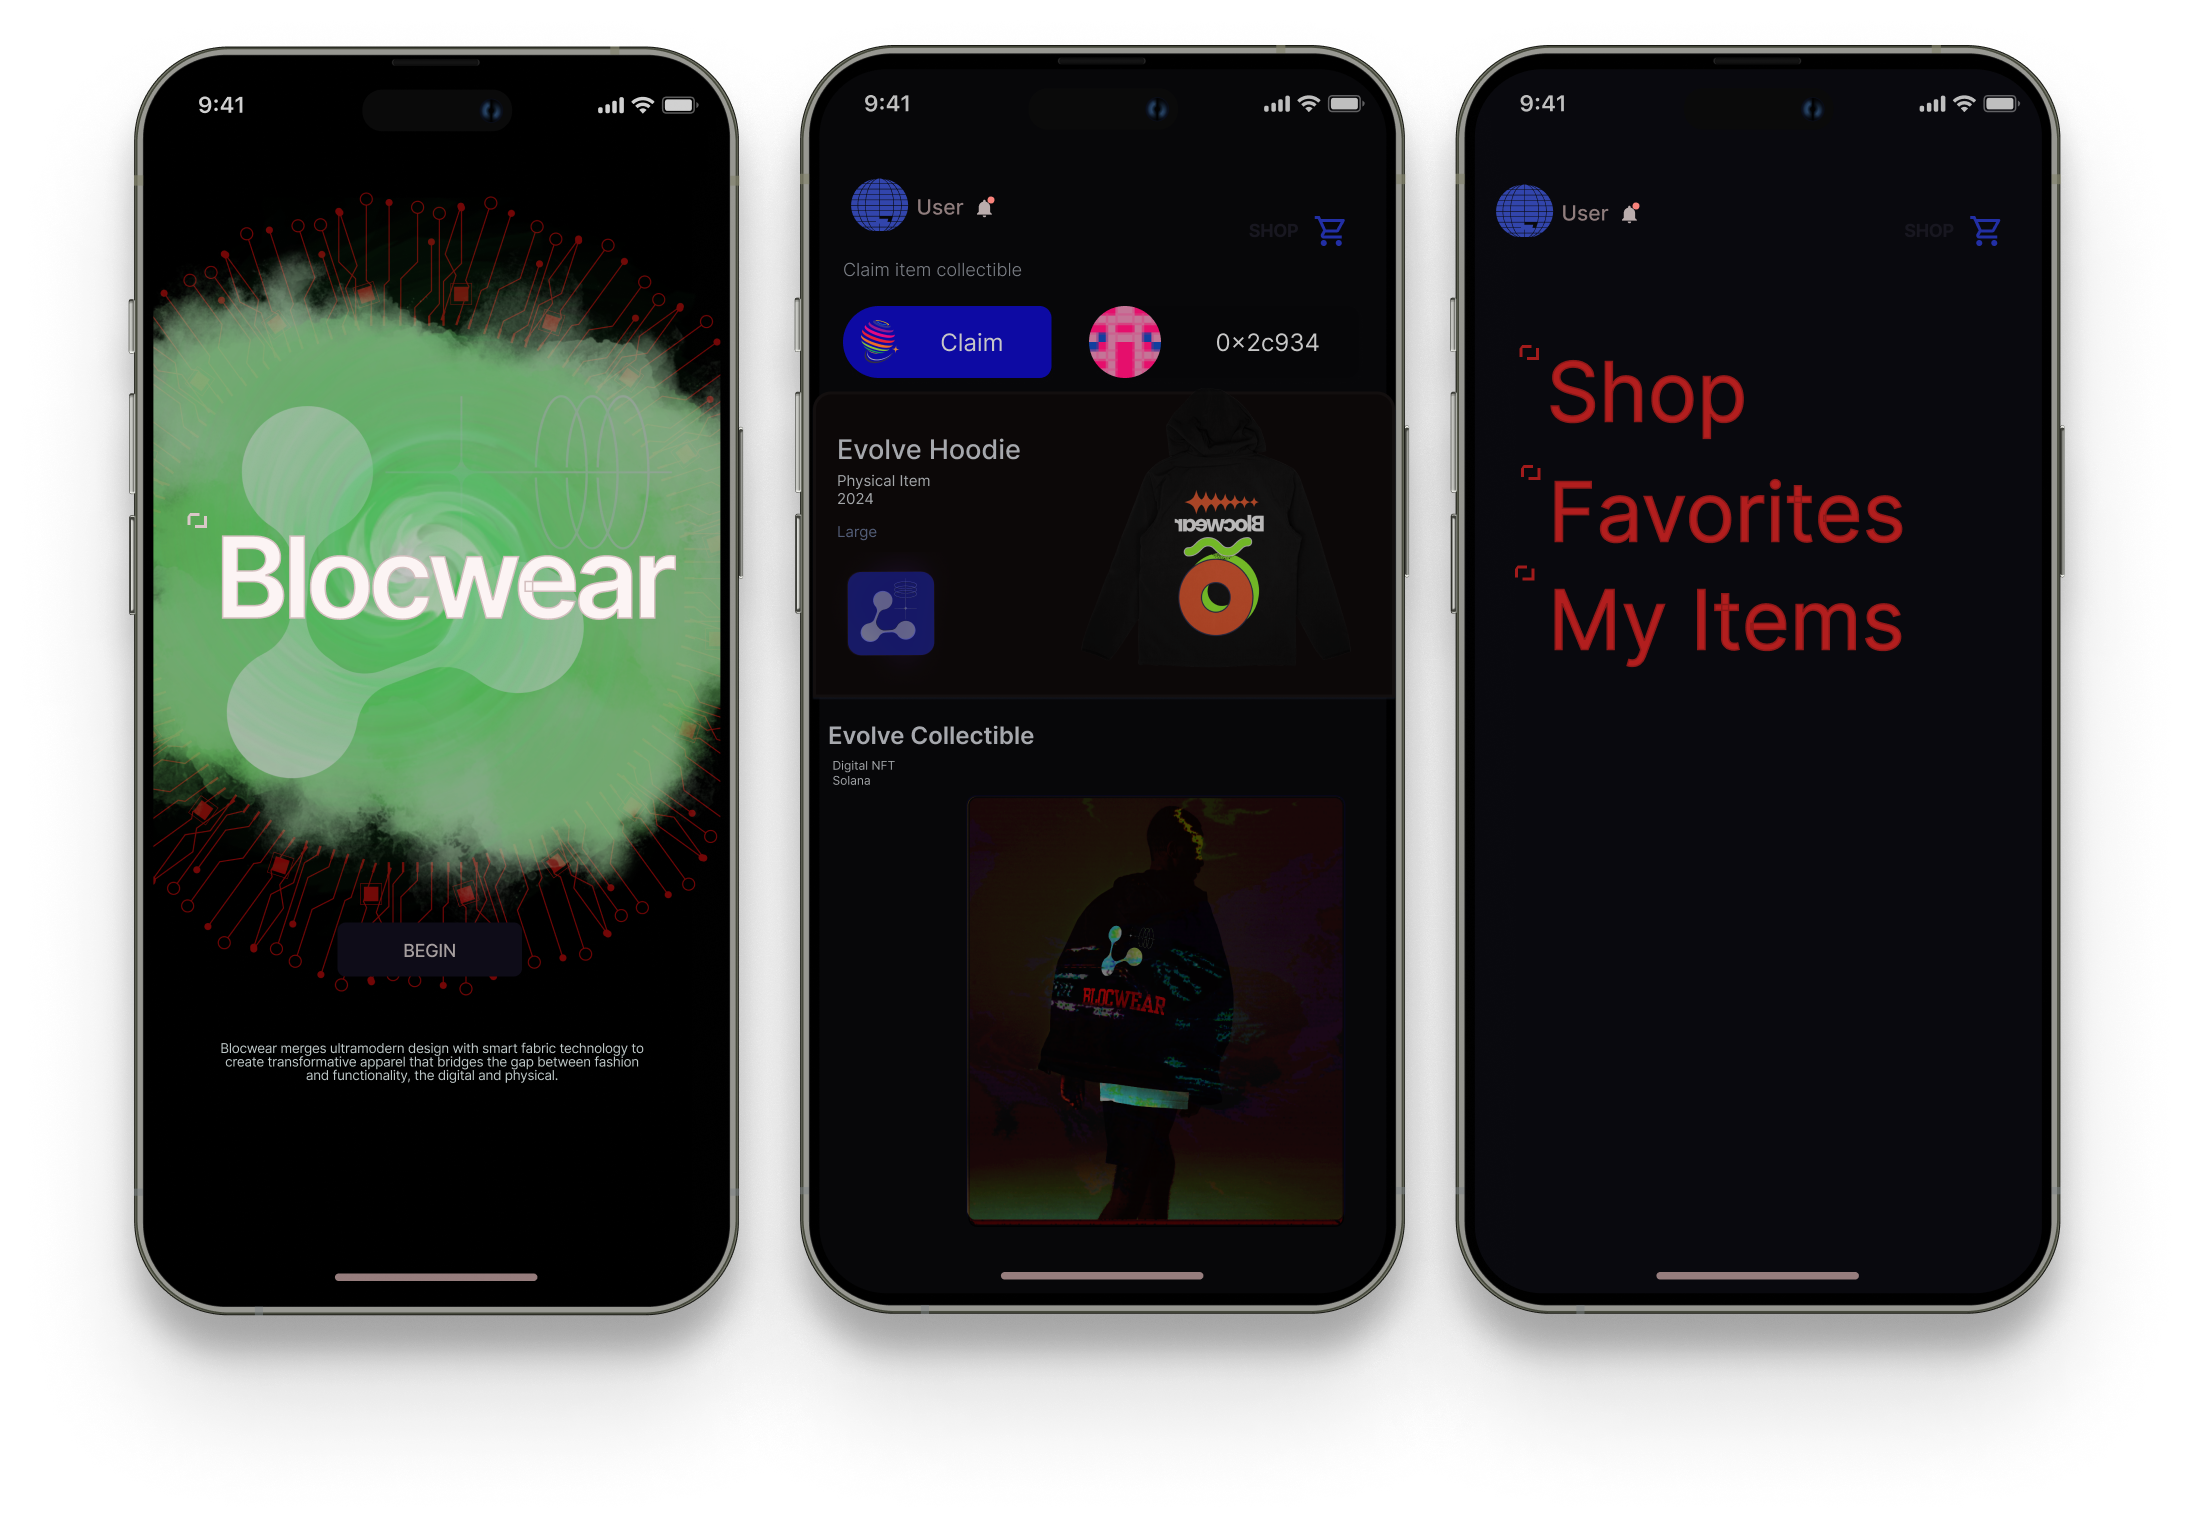 9:41
Blocwear
BEGIN
Blocwear merges ultramodern design with smart fabric technology to
create transformative apparel that bridges the gap between fashion
and functionality, the digital and physical.
9:41
User
SHOP
Claim item collectible
Claim
0×2c934
Evolve Hoodie
Physical Item
2024
Large
Blocwear
Evolve Collectible
Digital NFT
Solana
BLOCWEAR
9:41
User
SHOP
Shop
Favorites
My Items